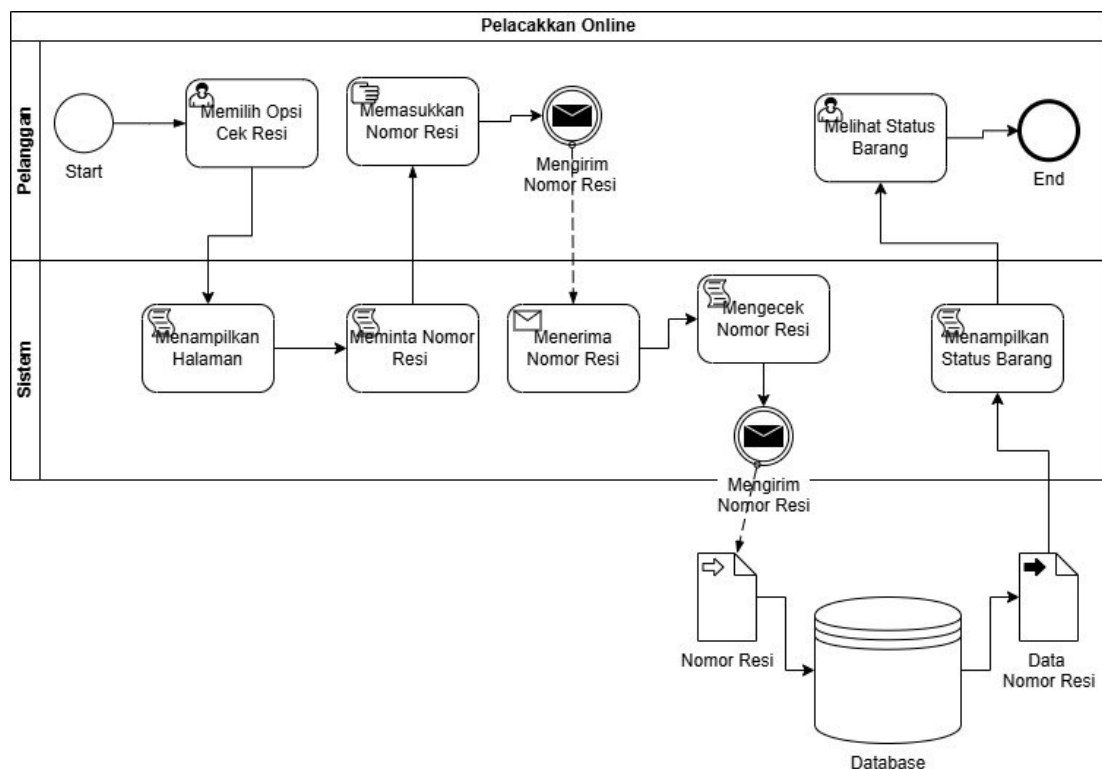 Pelacakkan Online
Pelanggan
Start
Memilih Opsi
Cek Resi
Memasukkan
Nomor Resi
Mengirim
Nomor Resi
Melihat Status
Barang
End
Sistem
Menampilkan
Halaman
Meminta Nomor
Resi
Menerima
Nomor Resi
Mengecek
Nomor Resi
Mengirim
Nomor Resi
Menampilkan
Status Barang
Nomor Resi
Database
Data
Nomor Resi